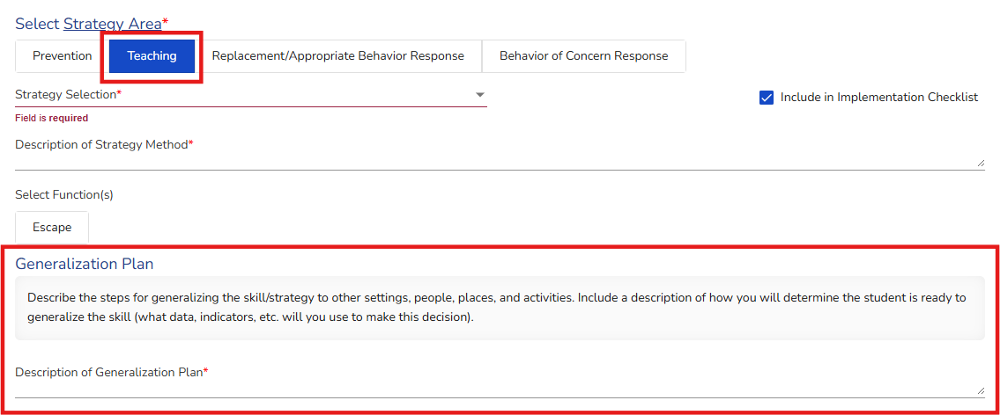 Select Strategy Area*
Prevention Teaching Replacement/Appropriate Behavior Response Behavior of Concern Response
Strategy Selection*
Include in Implementation Checklist
Field is required
Description of Strategy Method*
Select Function(s)
Escape
Generalization Plan
Describe the steps for generalizing the skill/strategy to other settings, people, places, and activities. Include a description of how you will determine the student is ready to
generalize the skill (what data, indicators, etc. will you use to make this decision).
Description of Generalization Plan*